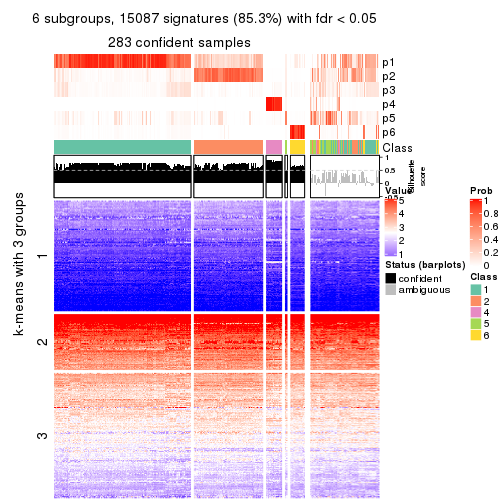 6 subgroups, 15087 signatures (85.3%) with fdr < 0.05
283 confident samples
p1
p2
p3
p4
p5
p6
Class
1
0.5
0
-0.5
Silhouette
score
k-means with 3 groups
1
2
3
Value
5
4
3
2
1
Status (barplots)
confident
ambiguous
Prob
1
0.8
0.6
0.4
0.2
0
Class
1
2
4
5
6